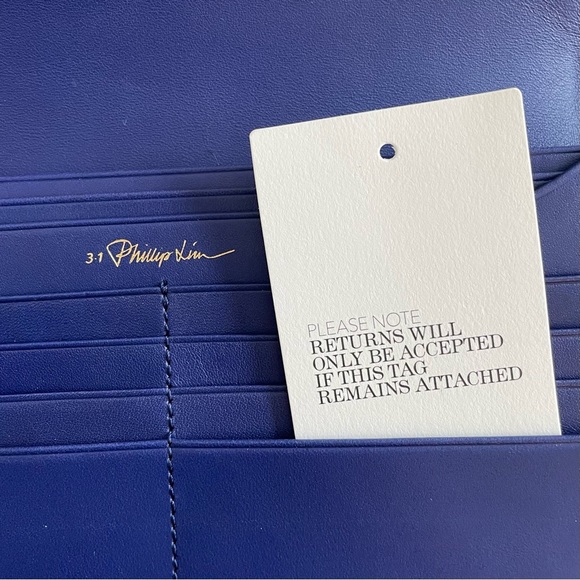 3.1 Phillip Lim
PLEASE NOTE
RETURNS WILL
ONLY BE ACCEPTED
IF THIS TAG
REMAINS ATTACHED